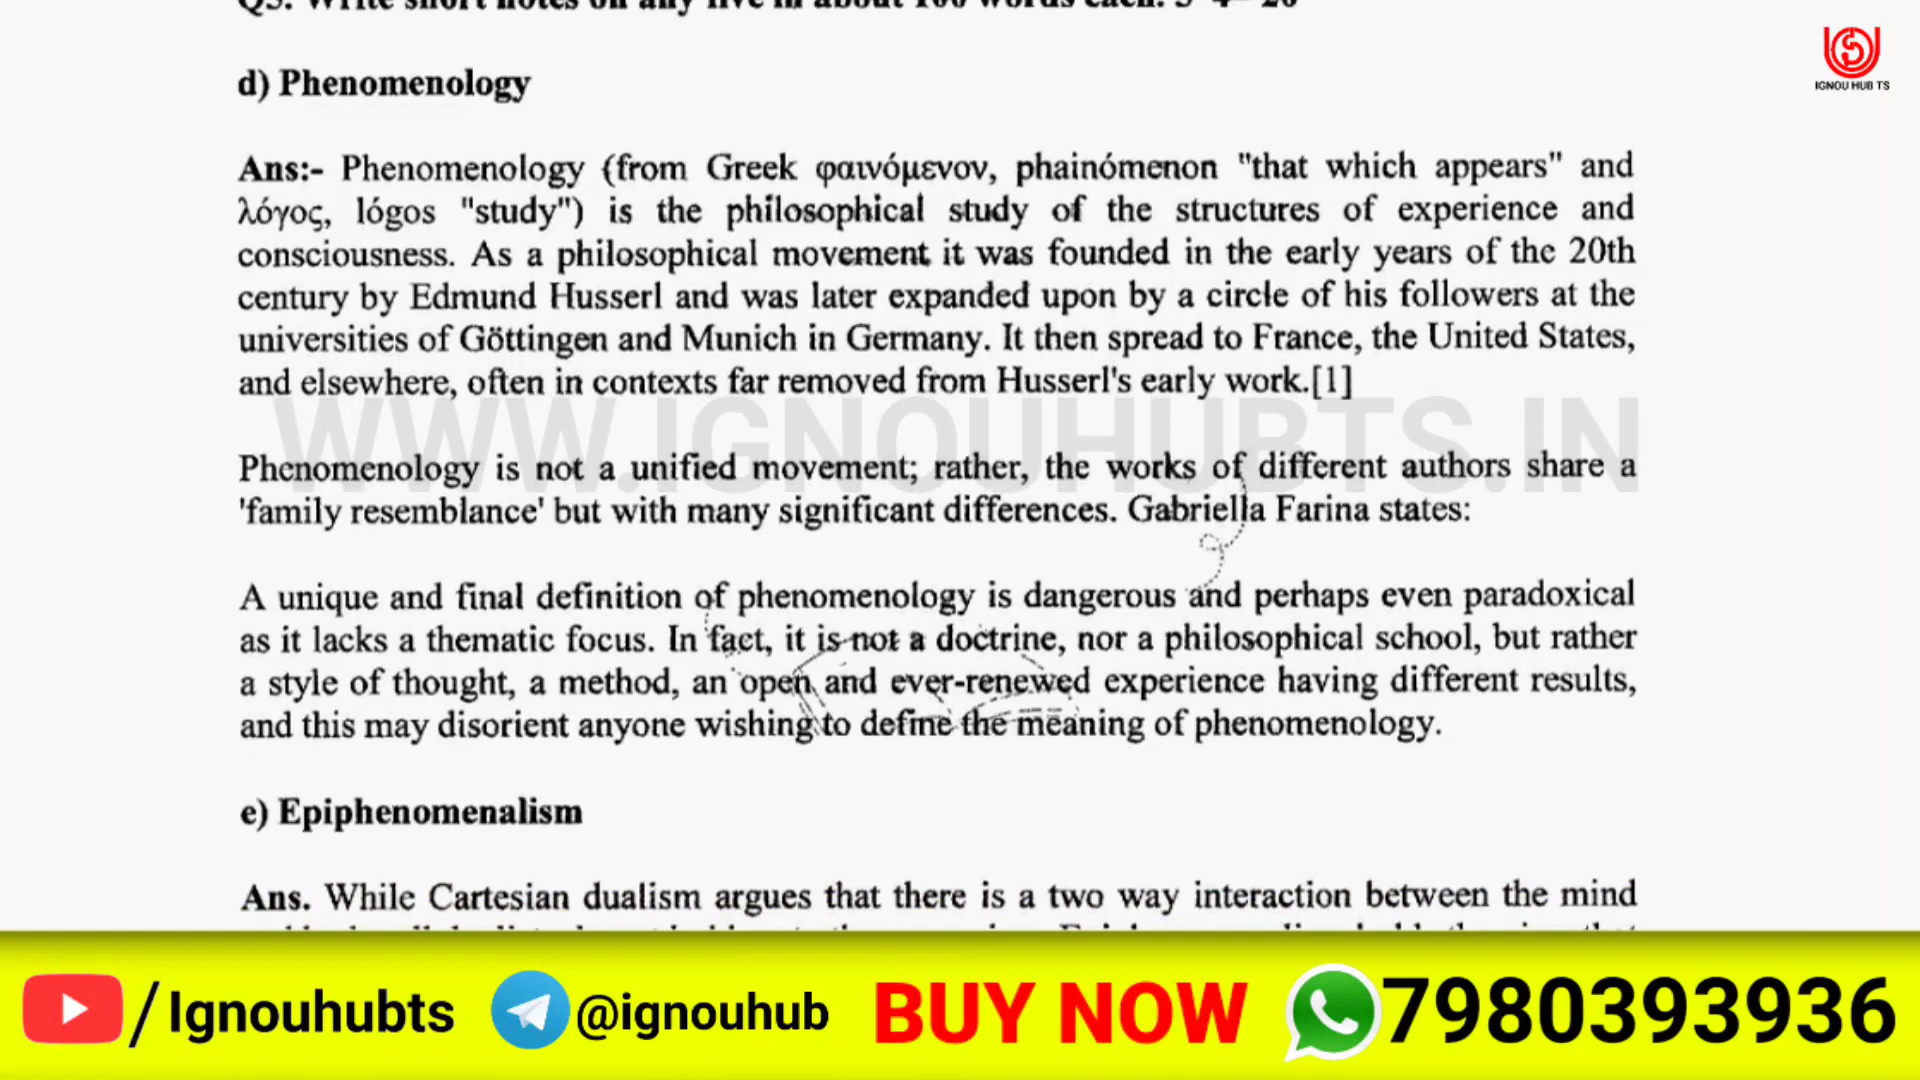 Q5. Write short notes on any five in about 100 words each. 5*4= 20
IGNOU HUB TS
d) Phenomenology
Ans:- Phenomenology (from Greek φαινόμενον, phainómenon "that which appears" and
λόγος, lógos "study") is the philosophical study of the structures of experience and
consciousness. As a philosophical movement it was founded in the early years of the 20th
century by Edmund Husserl and was later expanded upon by a circle of his followers at the
universities of Göttingen and Munich in Germany. It then spread to France, the United States,
and elsewhere, often in contexts far removed from Husserl's early work.[1]
WWW.IGNOUHUBTS.IN
Phenomenology is not a unified movement; rather, the works of different authors share a
'family resemblance' but with many significant differences. Gabriella Farina states:
A unique and final definition of phenomenology is dangerous and perhaps even paradoxical
as it lacks a thematic focus. In fact, it is not a doctrine, nor a philosophical school, but rather
a style of thought, a method, an open and ever-renewed experience having different results,
and this may disorient anyone wishing to define the meaning of phenomenology.
e) Epiphenomenalism
Ans. While Cartesian dualism argues that there is a two way interaction between the mind
/Ignouhubts @ignouhub BUY NOW 7980393936